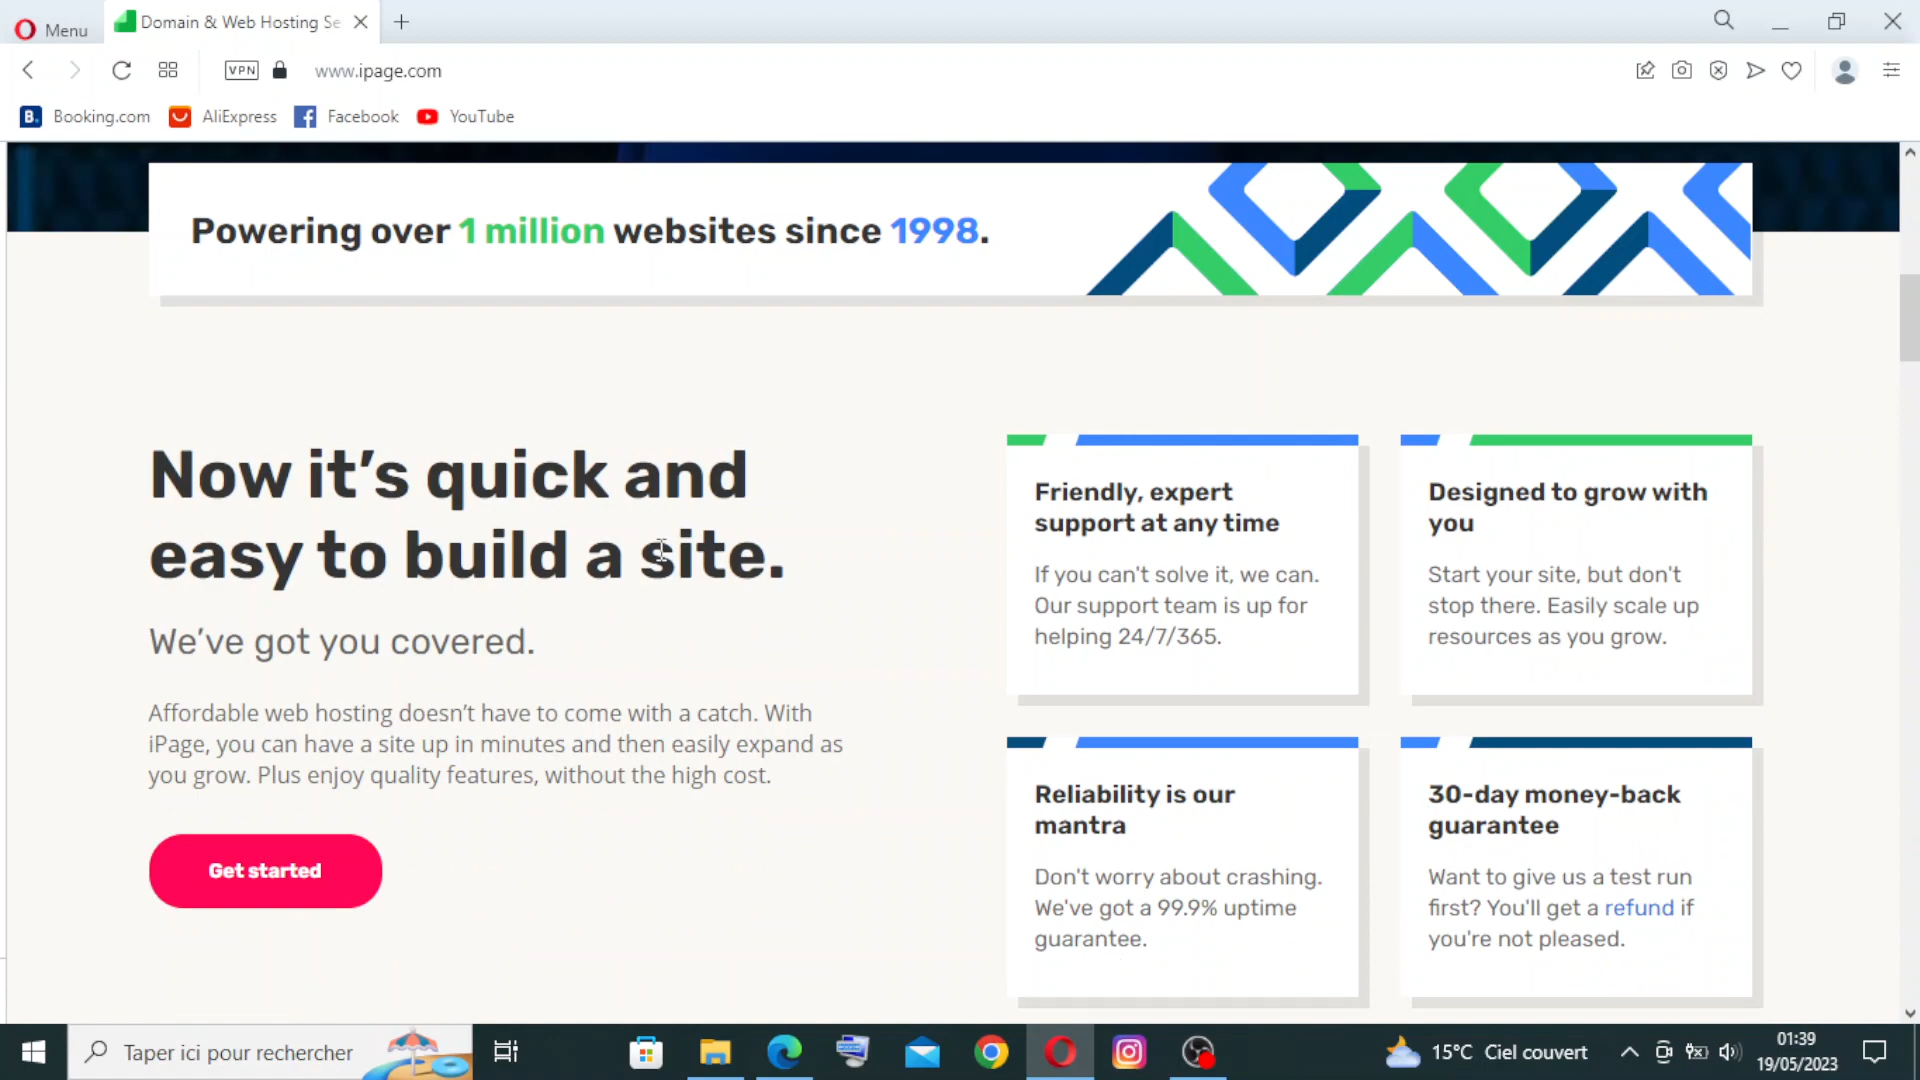 Menu
Domain & Web Hosting Se
VPN
www.ipage.com
B. Booking.com
AliExpress
Facebook
YouTube
Powering over 1 million websites since 1998.
Now it’s quick and
easy to build a site.
We’ve got you covered.
Affordable web hosting doesn’t have to come with a catch. With
iPage, you can have a site up in minutes and then easily expand as
you grow. Plus enjoy quality features, without the high cost.
Get started
Friendly, expert
support at any time
If you can't solve it, we can.
Our support team is up for
helping 24/7/365.
Designed to grow with
you
Start your site, but don't
stop there. Easily scale up
resources as you grow.
Reliability is our
mantra
Don't worry about crashing.
We've got a 99.9% uptime
guarantee.
30-day money-back
guarantee
Want to give us a test run
first? You'll get a refund if
you're not pleased.
Taper ici pour rechercher
15°C Ciel couvert
01:39
19/05/2023